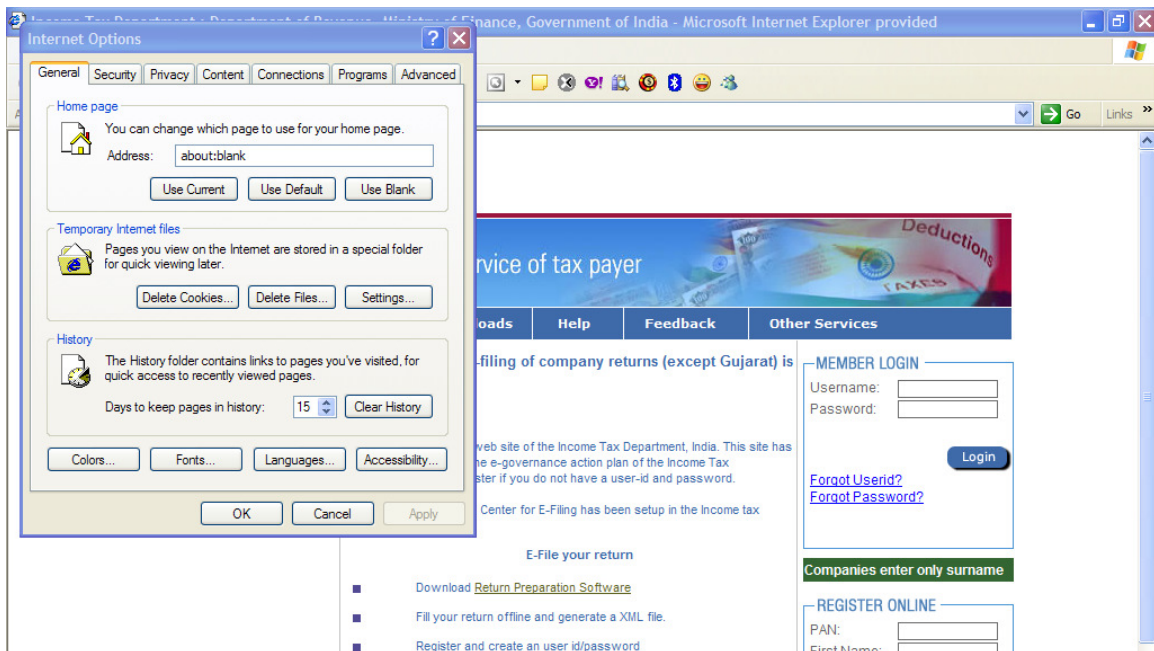 Income Tax Department : Department of Revenue, Ministry of Finance, Government of India - Microsoft Internet Explorer provided
Internet Options
General Security Privacy Content Connections Programs Advanced
Home page
You can change which page to use for your home page.
Address: about:blank
Use Current Use Default Use Blank
Temporary Internet files
Pages you view on the Internet are stored in a special folder
for quick viewing later.
Delete Cookies... Delete Files... Settings...
History
The History folder contains links to pages you've visited, for
quick access to recently viewed pages.
Days to keep pages in history: 15 Clear History
Colors... Fonts... Languages... Accessibility...
OK Cancel Apply
Go Links »
rvice of tax payer
Deductions
TAXES
100
oads Help Feedback Other Services
-filing of company returns (except Gujarat) is
web site of the Income Tax Department, India. This site has
ne e-governance action plan of the Income Tax
ster if you do not have a user-id and password.
Center for E-Filing has been setup in the Income tax
E-File your return
Download Return Preparation Software
Fill your return offline and generate a XML file.
Register and create an user id/password
MEMBER LOGIN
Username:
Password:
Login
Forgot Userid?
Forgot Password?
Companies enter only surname
REGISTER ONLINE
PAN:
First Name: